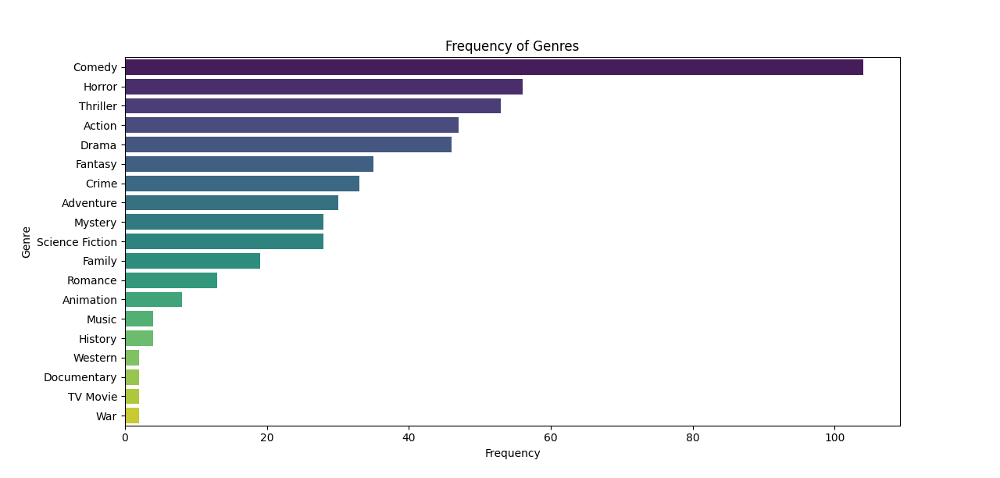 Frequency of Genres
Genre
Comedy
Horror
Thriller
Action
Drama
Fantasy
Crime
Adventure
Mystery
Science Fiction
Family
Romance
Animation
Music
History
Western
Documentary
TV Movie
War
0 20 40 60 80 100
Frequency